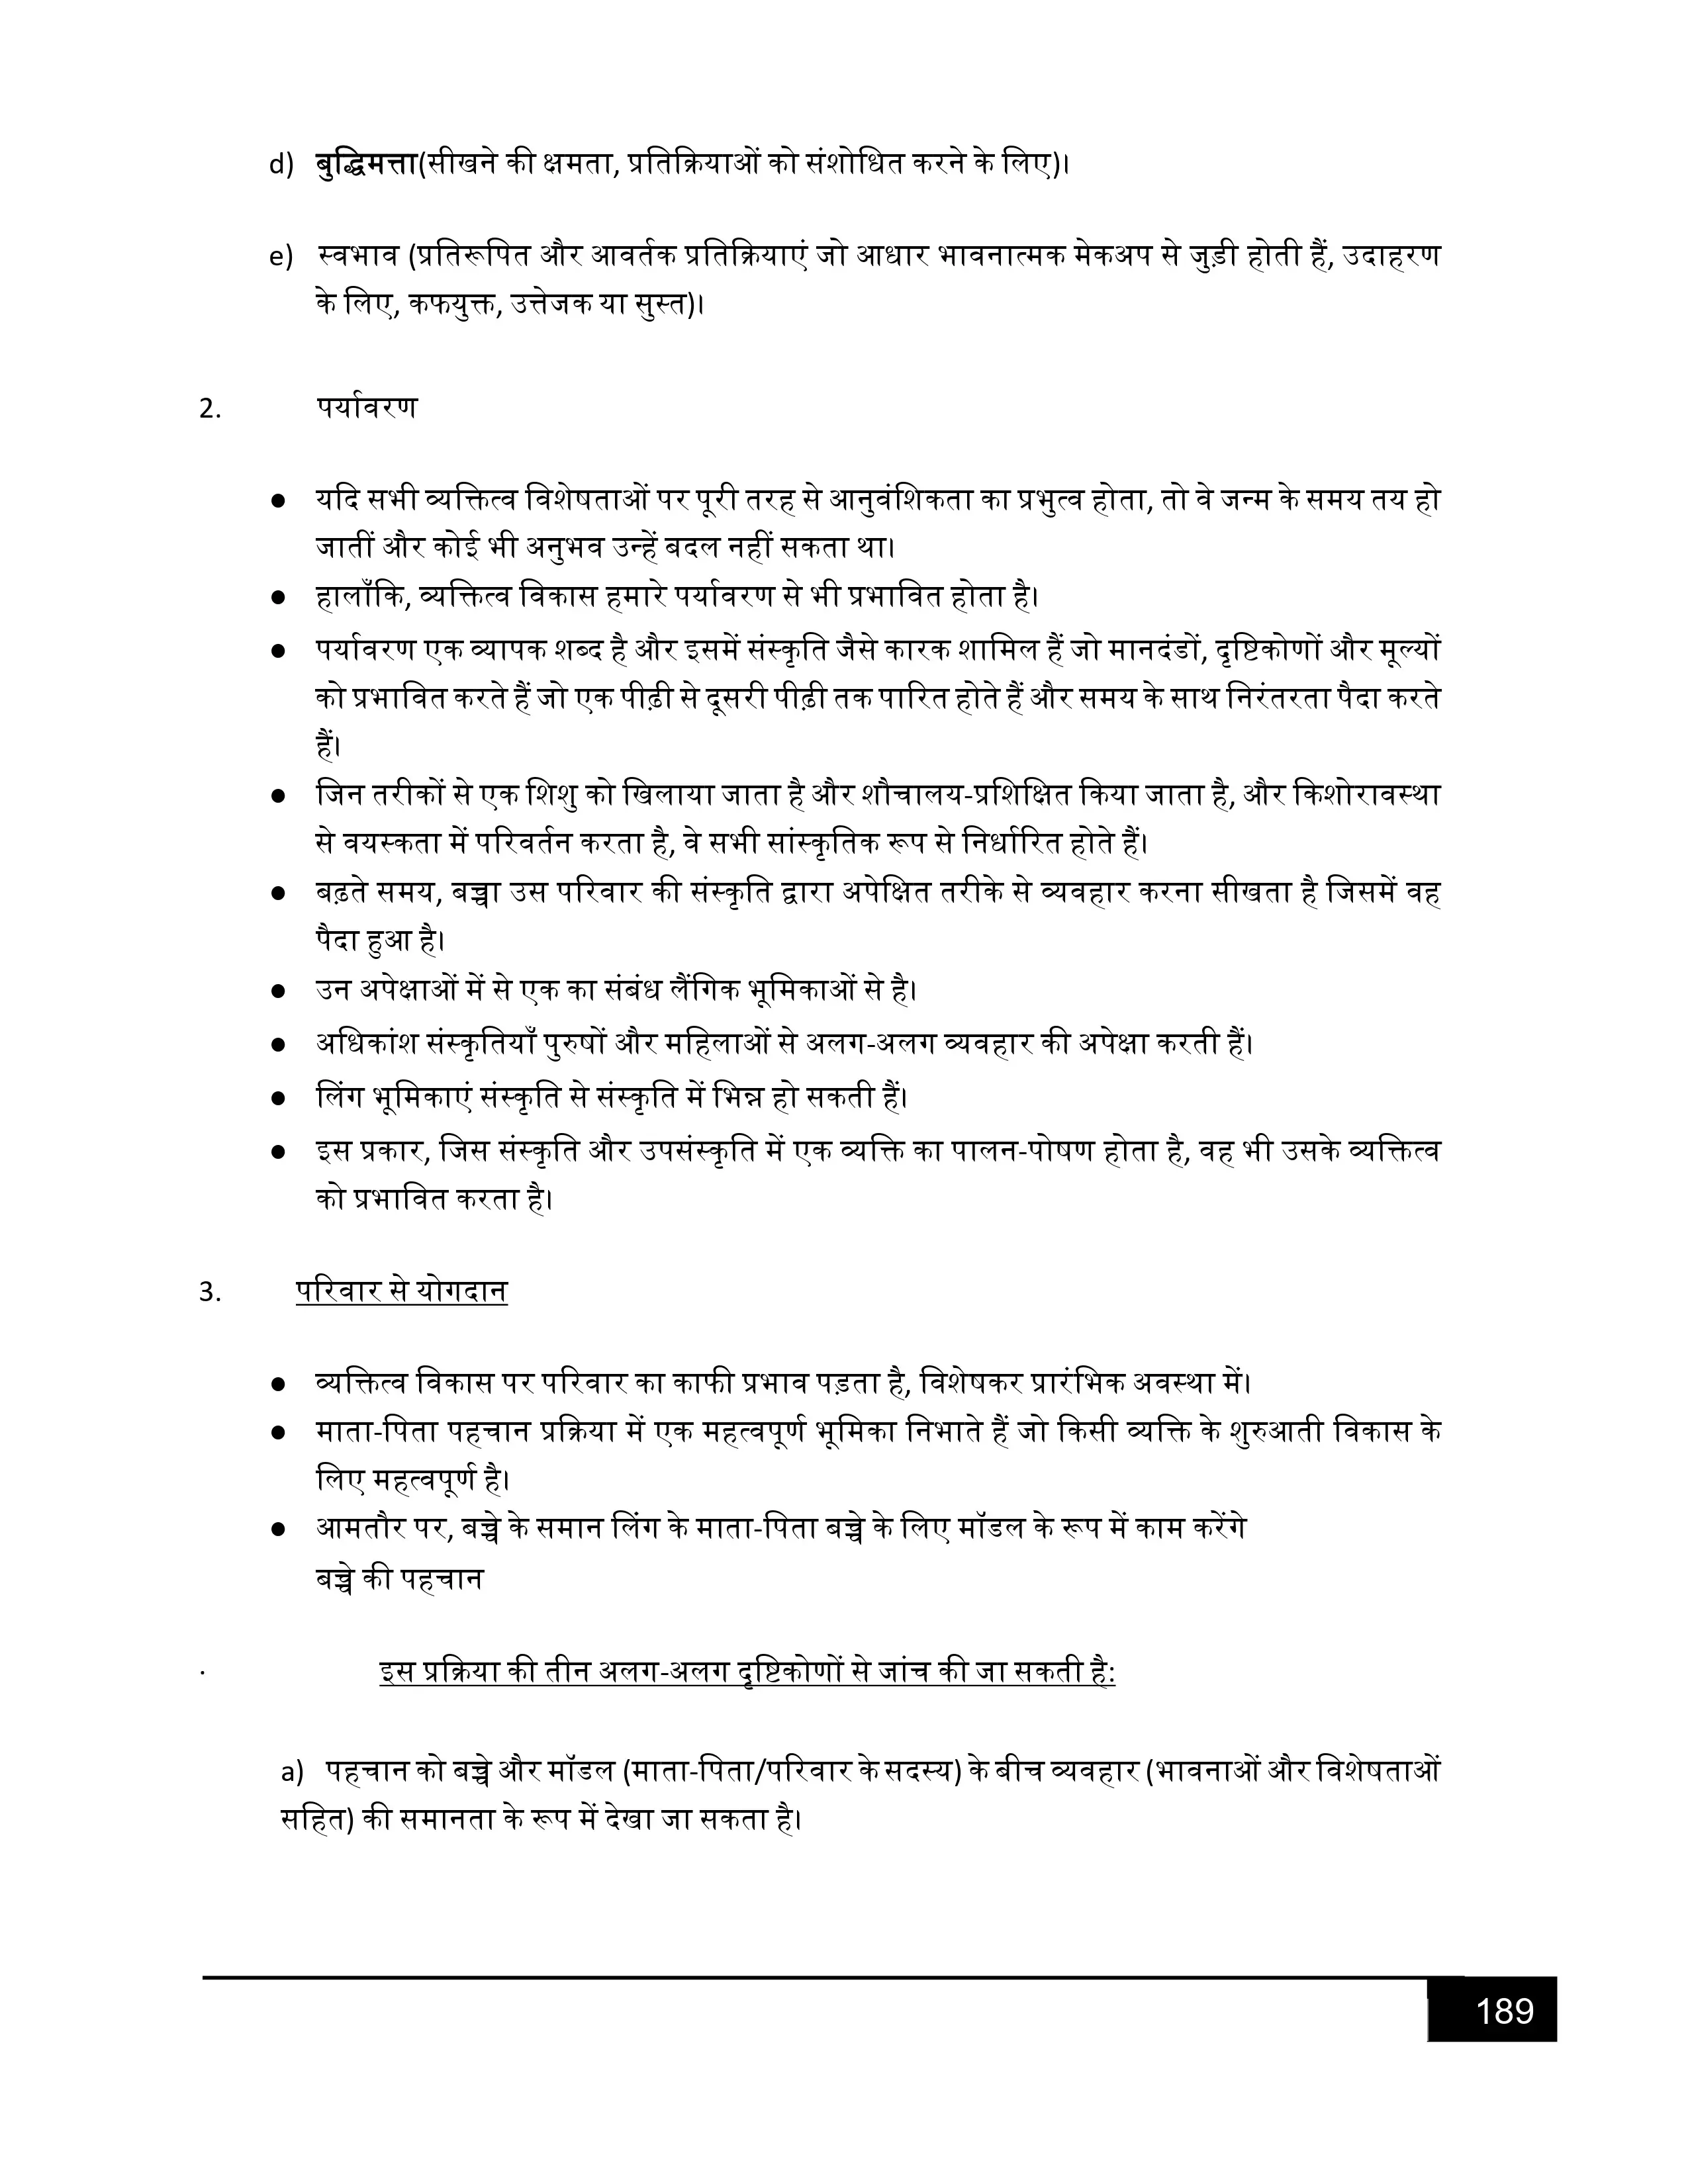 d) बुद्धिमत्ता(सीखने की क्षमता, प्रतिक्रियाओं को संशोधित करने के लिए)।
e) स्वभाव (प्रतिरूपित और आवर्तक प्रतिक्रियाएं जो आधार भावनात्मक मेकअप से जुड़ी होती हैं, उदाहरण
के लिए, कफयुक्त, उत्तेजक या सुस्त)।
2. पर्यावरण
● यदि सभी व्यक्तित्व विशेषताओं पर पूरी तरह से आनुवंशिकता का प्रभुत्व होता, तो वे जन्म के समय तय हो
जातीं और कोई भी अनुभव उन्हें बदल नहीं सकता था।
● हालाँकि, व्यक्तित्व विकास हमारे पर्यावरण से भी प्रभावित होता है।
● पर्यावरण एक व्यापक शब्द है और इसमें संस्कृति जैसे कारक शामिल हैं जो मानदंडों, दृष्टिकोणों और मूल्यों
को प्रभावित करते हैं जो एक पीढ़ी से दूसरी पीढ़ी तक पारित होते हैं और समय के साथ निरंतरता पैदा करते
हैं।
● जिन तरीकों से एक शिशु को खिलाया जाता है और शौचालय-प्रशिक्षित किया जाता है, और किशोरावस्था
से वयस्कता में परिवर्तन करता है, वे सभी सांस्कृतिक रूप से निर्धारित होते हैं।
● बढ़ते समय, बच्चा उस परिवार की संस्कृति द्वारा अपेक्षित तरीके से व्यवहार करना सीखता है जिसमें वह
पैदा हुआ है।
● उन अपेक्षाओं में से एक का संबंध लैंगिक भूमिकाओं से है।
● अधिकांश संस्कृतियाँ पुरुषों और महिलाओं से अलग-अलग व्यवहार की अपेक्षा करती हैं।
● लिंग भूमिकाएं संस्कृति से संस्कृति में भिन्न हो सकती हैं।
● इस प्रकार, जिस संस्कृति और उपसंस्कृति में एक व्यक्ति का पालन-पोषण होता है, वह भी उसके व्यक्तित्व
को प्रभावित करता है।
3. परिवार से योगदान
● व्यक्तित्व विकास पर परिवार का काफी प्रभाव पड़ता है, विशेषकर प्रारंभिक अवस्था में।
● माता-पिता पहचान प्रक्रिया में एक महत्वपूर्ण भूमिका निभाते हैं जो किसी व्यक्ति के शुरुआती विकास के
लिए महत्वपूर्ण है।
● आमतौर पर, बच्चे के समान लिंग के माता-पिता बच्चे के लिए मॉडल के रूप में काम करेंगे
बच्चे की पहचान
· इस प्रक्रिया की तीन अलग-अलग दृष्टिकोणों से जांच की जा सकती है:
a) पहचान को बच्चे और मॉडल (माता-पिता/परिवार के सदस्य) के बीच व्यवहार (भावनाओं और विशेषताओं
सहित) की समानता के रूप में देखा जा सकता है।
189